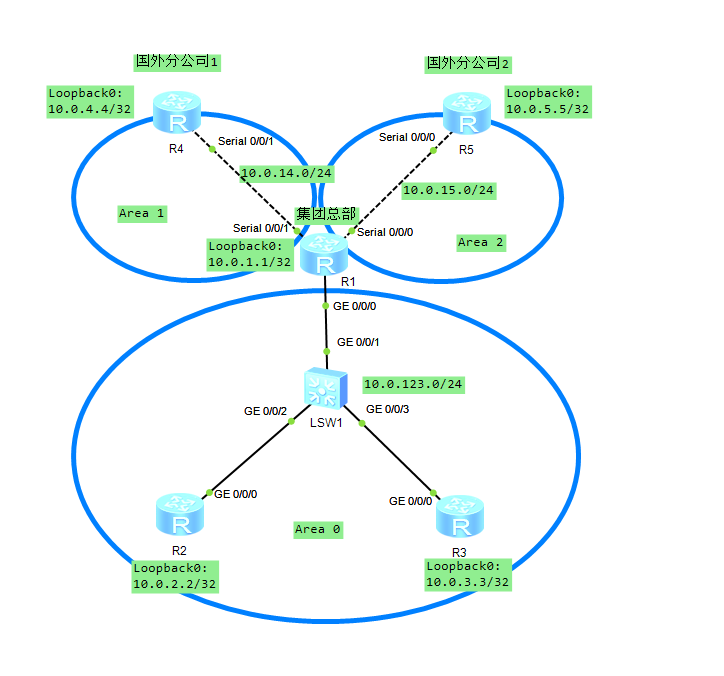 国外分公司1
国外分公司2
Loopback0:
10.0.4.4/32
R
R4
Serial 0/0/1
Loopback0:
10.0.5.5/32
R
R5
Serial 0/0/0
10.0.14.0/24
10.0.15.0/24
Area 1
集团总部
Serial 0/0/1
Serial 0/0/0
Area 2
Loopback0:
10.0.1.1/32
R
R1
GE 0/0/0
GE 0/0/1
10.0.123.0/24
GE 0/0/2
GE 0/0/3
LSW1
GE 0/0/0
GE 0/0/0
R
R
Area 0
R2
R3
Loopback0:
10.0.2.2/32
Loopback0:
10.0.3.3/32